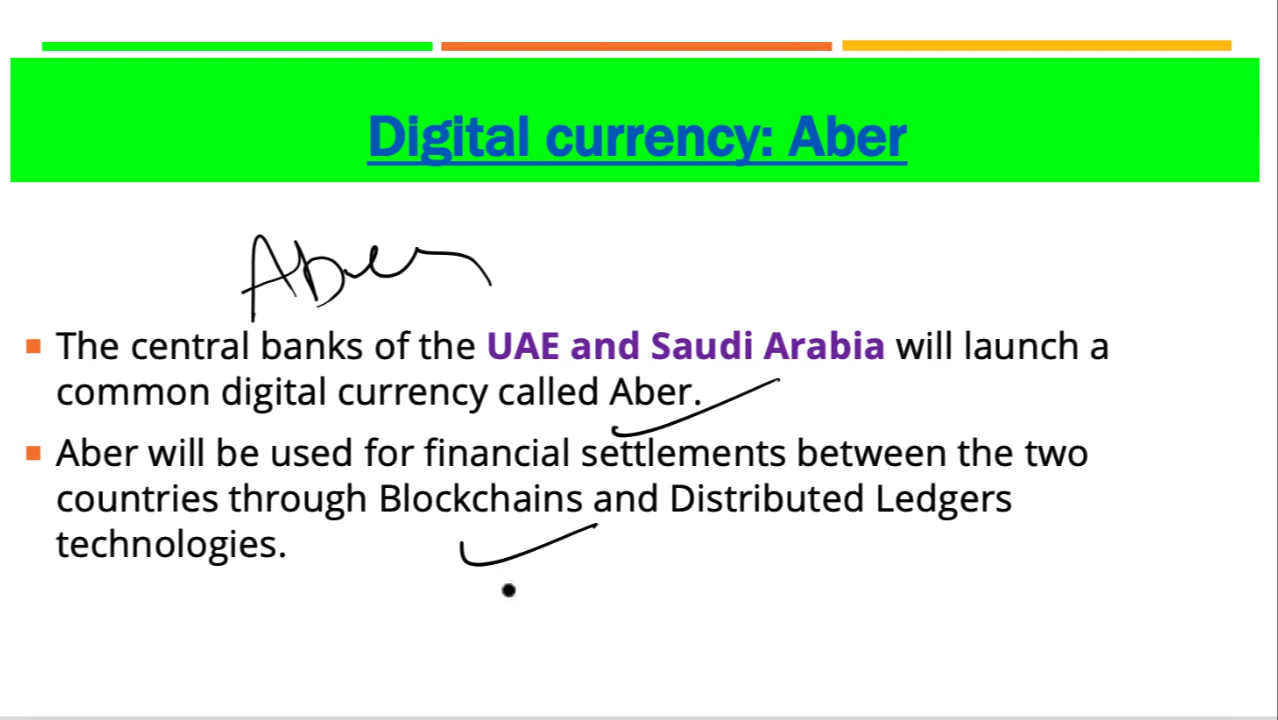 Digital currency: Aber
Aber
The central banks of the UAE and Saudi Arabia will launch a
common digital currency called Aber.
Aber will be used for financial settlements between the two
countries through Blockchains and Distributed Ledgers
technologies.